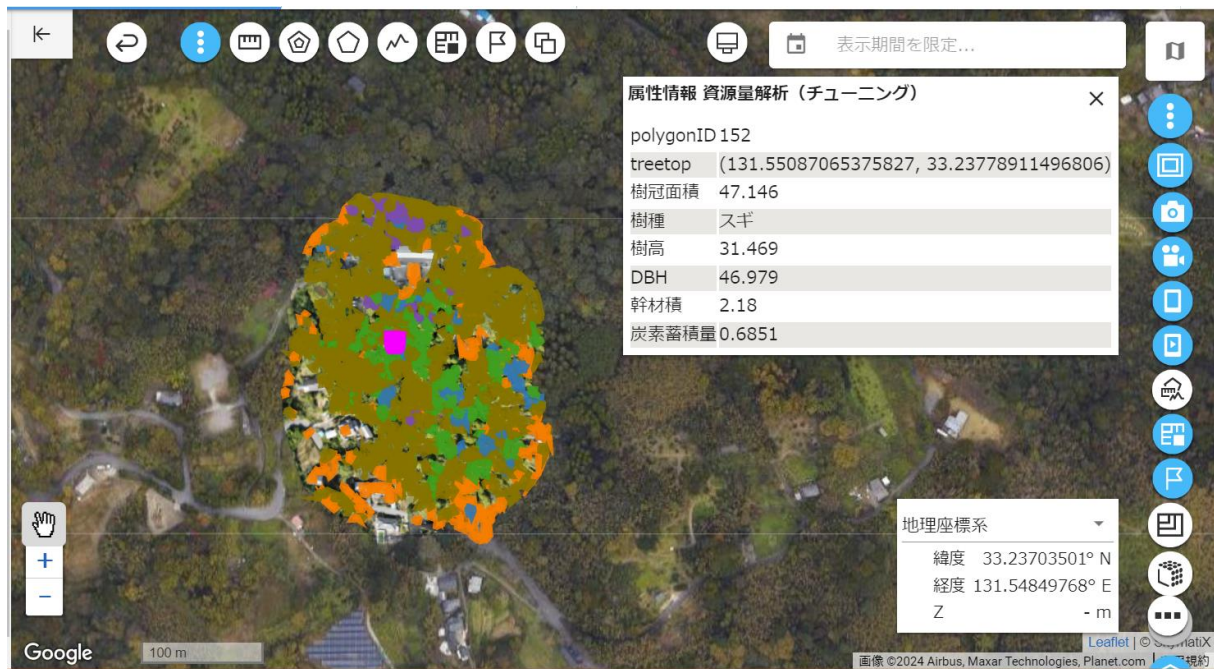 表示期間を限定...
属性情報 資源量解析（チューニング）
polygonID 152
treetop (131.55087065375827, 33.23778911496806)
樹冠面積 47.146
樹種 スギ
樹高 31.469
DBH 46.979
幹材積 2.18
炭素蓄積量 0.6851
地理座標系
緯度 33.23703501° N
経度 131.54849768° E
Z - m
Google
100 m
Leaflet | ©
画像 ©2024 Airbus, Maxar Technologies, Planet.com